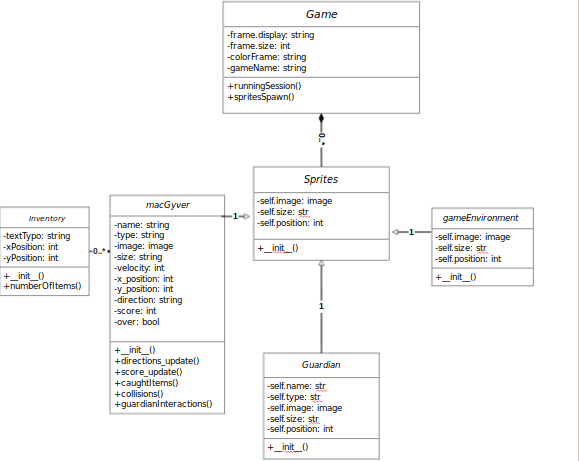 Game
-frame.display: string
-frame.size: int
-colorFrame: string
-gameName: string
+runningSession()
+spritesSpawn()
0..*
Sprites
-self.image: image
-self.size: str
-self.position: int
+__init__()
macGyver
-name: string
-type: string
-image: image
-size: string
-velocity: int
-x_position: int
-y_position: int
-direction: string
-score: int
-over: bool
+__init__()
+directions_update()
+score_update()
+caughtItems()
+collisions()
+guardianInteractions()
1
Inventory
-textTypo: string
-xPosition: int
-yPosition: int
+__init__()
+numberOfItems()
0..*
gameEnvironment
-self.image: image
-self.size: str
-self.position: int
+__init__()
1
1
Guardian
-self.name: str
-self.type: str
-self.image: image
-self.size: str
-self.position: int
+__init__()